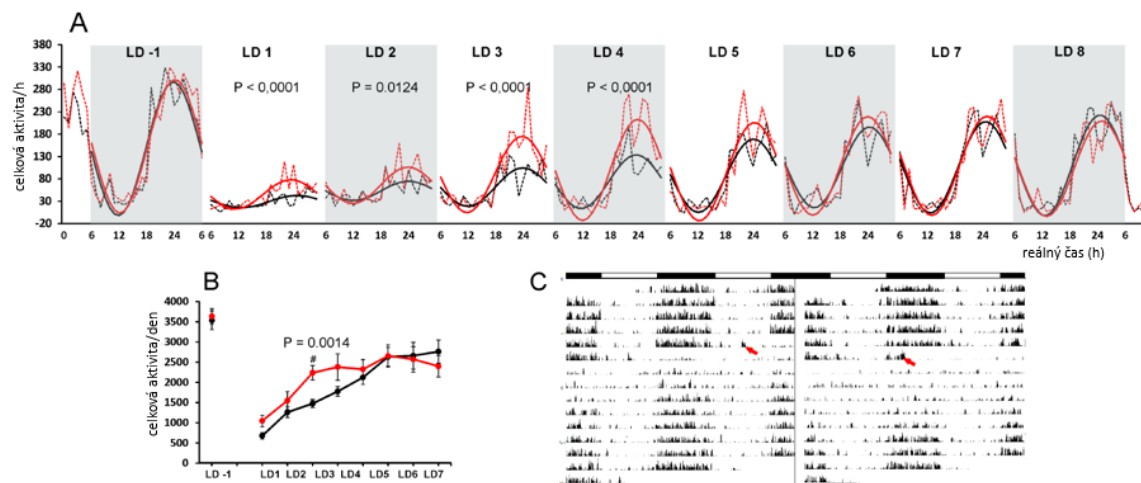 A
LD -1 LD 1 LD 2 LD 3 LD 4 LD 5 LD 6 LD 7 LD 8
P < 0,0001 P = 0.0124 P < 0,0001 P < 0,0001
celková aktivita/h
380
330
280
230
180
130
80
30
-20
0 6 12 18 24 6 12 18 24 6 12 18 24 6 12 18 24 6 12 18 24 6 12 18 24 6 12 18 24 6 12 18 24 6 12 18 24 6
reálný čas (h)
B
celková aktivita/den
4000
3500
3000
2500
2000
1500
1000
500
0
P = 0.0014
#
LD -1 LD1 LD2 LD3 LD4 LD5 LD6 LD7
C